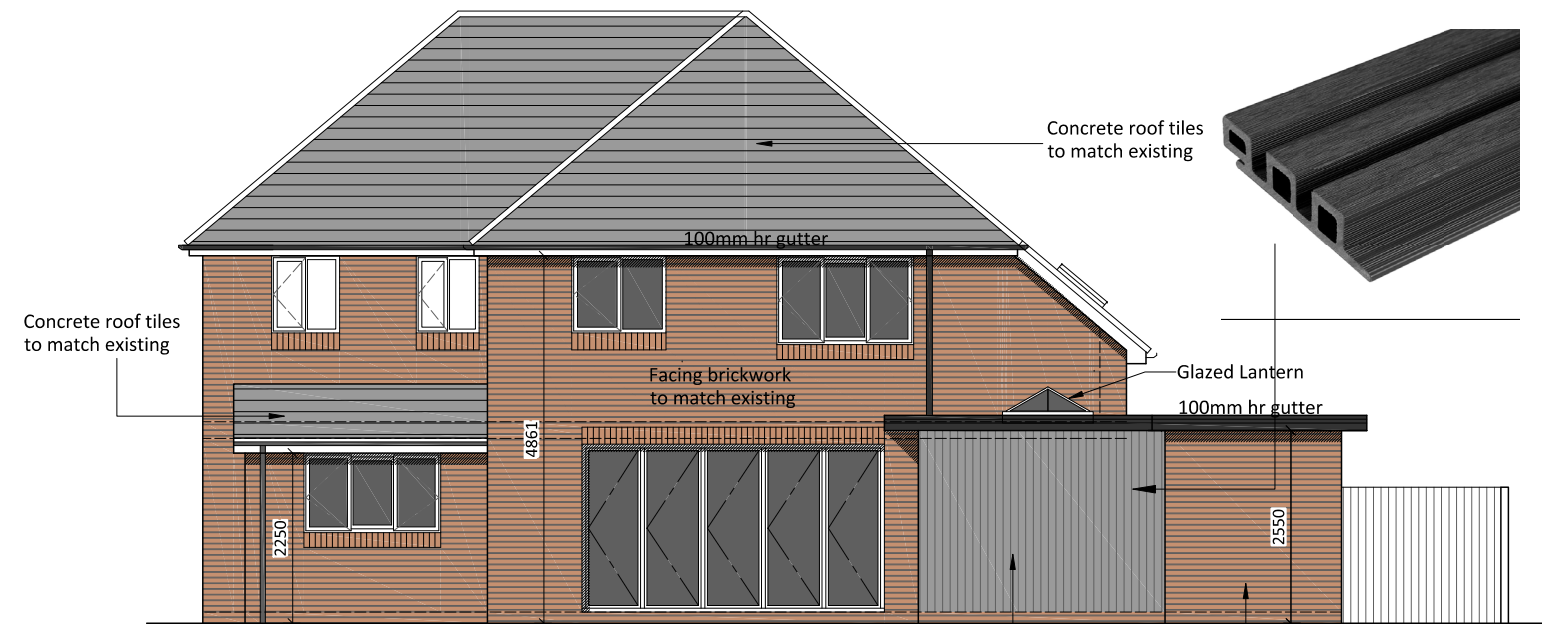 Concrete roof tiles
to match existing
100mm hr gutter
Concrete roof tiles
to match existing
Facing brickwork
to match existing
Glazed Lantern
100mm hr gutter
4861
2250
2550